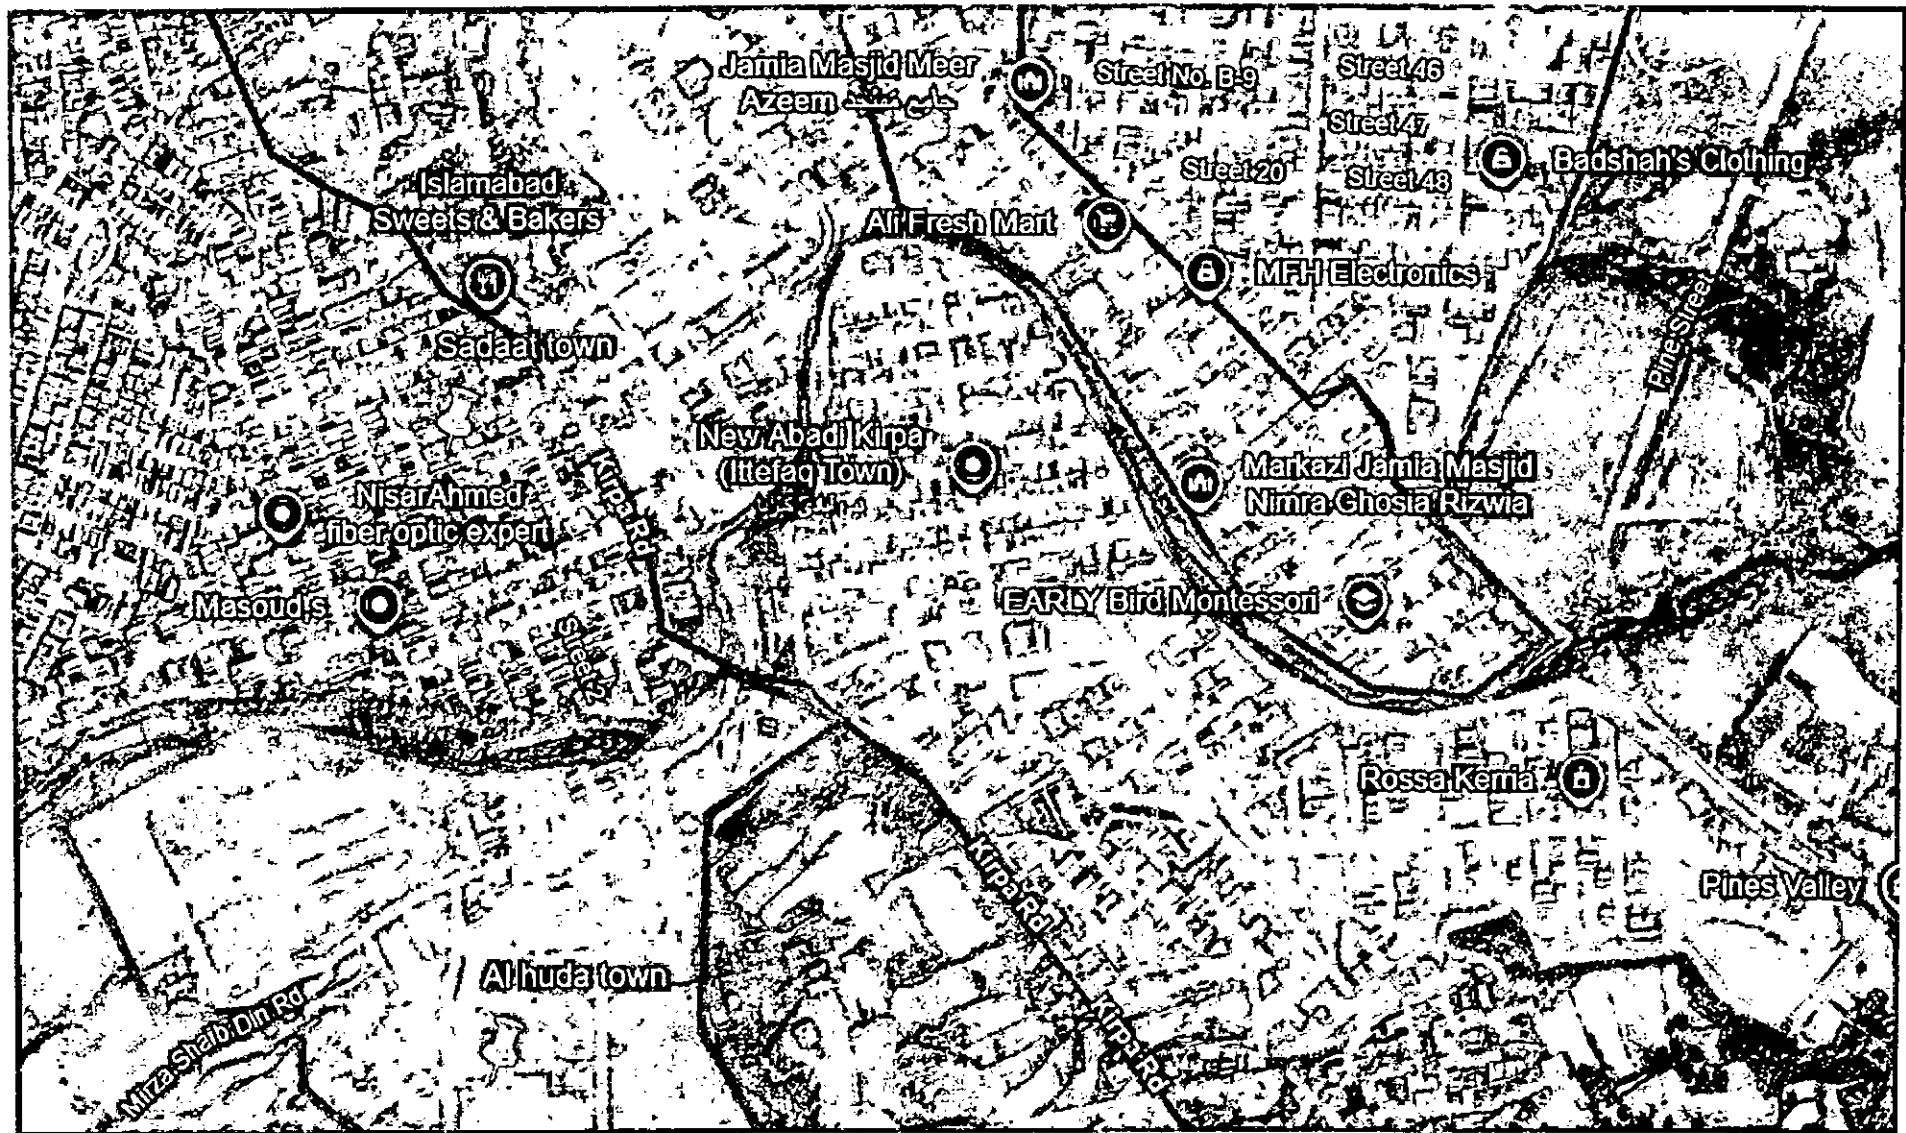 Jamia Masjid Meer
Azeem جامع مسجد
Street No. B-9
Street 46
Street 47
Badshah's Clothing
Street 20
Street 48
Islamabad
Sweets & Bakers
Ali Fresh Mart
MFH Electronics
Pine Street
Sadaat town
New Abadi Kirpa
(Ittefaq Town)
Markazi Jamia Masjid
Nimra Ghosia Rizwia
Kirpa Rd
NisarAhmed
fiber optic expert
Masoud,s
EARLY Bird Montessori
Rossa Kerria
Kirpa Rd
Pines Valley
Al huda town
Mirza Shaib Din Rd
Kirpa Rd